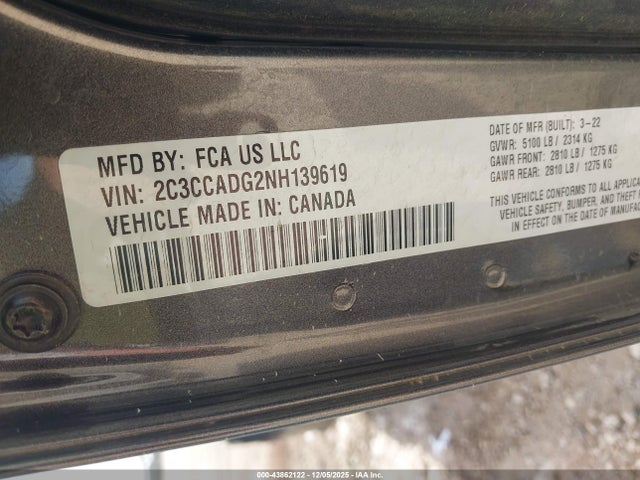 MFD BY: FCA US LLC
VIN: 2C3CCADG2NH139619
VEHICLE MADE IN: CANADA
DATE OF MFR (BUILT): 3-22
GVWR: 5100 LB / 2314 KG
GAWR FRONT: 2810 LB / 1275 KG
GAWR REAR: 2810 LB / 1275 KG
THIS VEHICLE CONFORMS TO ALL
VEHICLE SAFETY, BUMPER, AND THEFT
IN EFFECT ON THE DATE OF
000-43862122 - 12/05/2025 - IAA Inc.